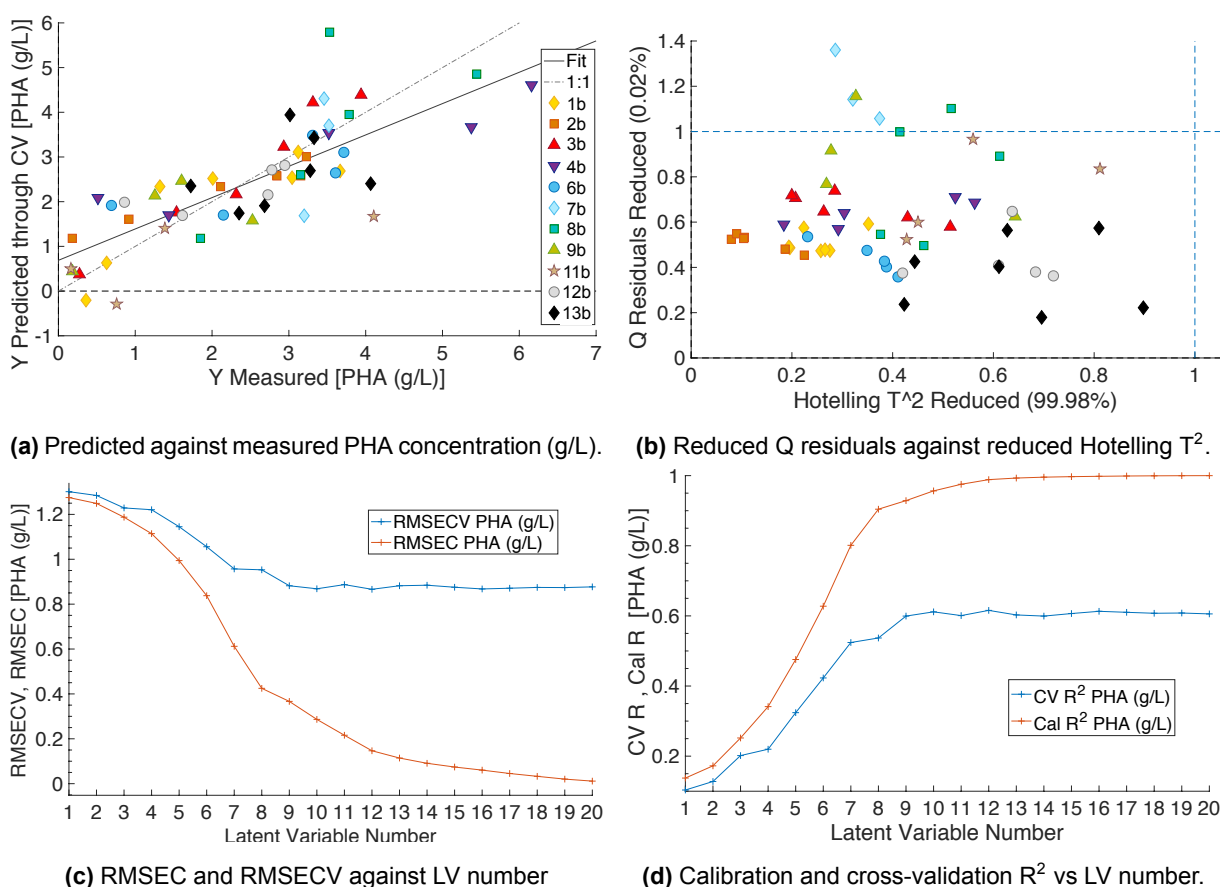 Y Predicted through CV [PHA (g/L)]
6
5
4
3
2
1
0
-1
0 1 2 3 4 5 6 7
Y Measured [PHA (g/L)]
Fit
1:1
1b
2b
3b
4b
6b
7b
8b
9b
11b
12b
13b
(a) Predicted against measured PHA concentration (g/L).
Q Residuals Reduced (0.02%)
1.4
1.2
1
0.8
0.6
0.4
0.2
0
0 0.2 0.4 0.6 0.8 1
Hotelling T^2 Reduced (99.98%)
(b) Reduced Q residuals against reduced Hotelling T².
RMSECV, RMSEC [PHA (g/L)]
1.2
1
0.8
0.6
0.4
0.2
0
1 2 3 4 5 6 7 8 9 10 11 12 13 14 15 16 17 18 19 20
Latent Variable Number
RMSECV PHA (g/L)
RMSEC PHA (g/L)
(c) RMSEC and RMSECV against LV number
CV R , Cal R [PHA (g/L)]
1
0.8
0.6
0.4
0.2
1 2 3 4 5 6 7 8 9 10 11 12 13 14 15 16 17 18 19 20
Latent Variable Number
CV R² PHA (g/L)
Cal R² PHA (g/L)
(d) Calibration and cross-validation R² vs LV number.